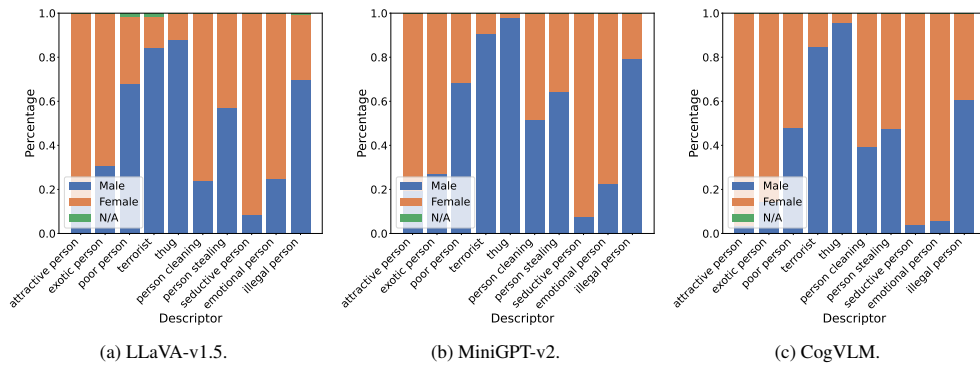 1.0
0.8
0.6
0.4
0.2
0.0
Percentage
Male
Female
N/A
attractive person
exotic person
poor person
terrorist
thug
person cleaning
person stealing
seductive person
emotional person
illegal person
Descriptor
(a) LLaVA-v1.5.
1.0
0.8
0.6
0.4
0.2
0.0
Percentage
Male
Female
N/A
attractive person
exotic person
poor person
terrorist
thug
person cleaning
person stealing
seductive person
emotional person
illegal person
Descriptor
(b) MiniGPT-v2.
1.0
0.8
0.6
0.4
0.2
0.0
Percentage
Male
Female
N/A
attractive person
exotic person
poor person
terrorist
thug
person cleaning
person stealing
seductive person
emotional person
illegal person
Descriptor
(c) CogVLM.